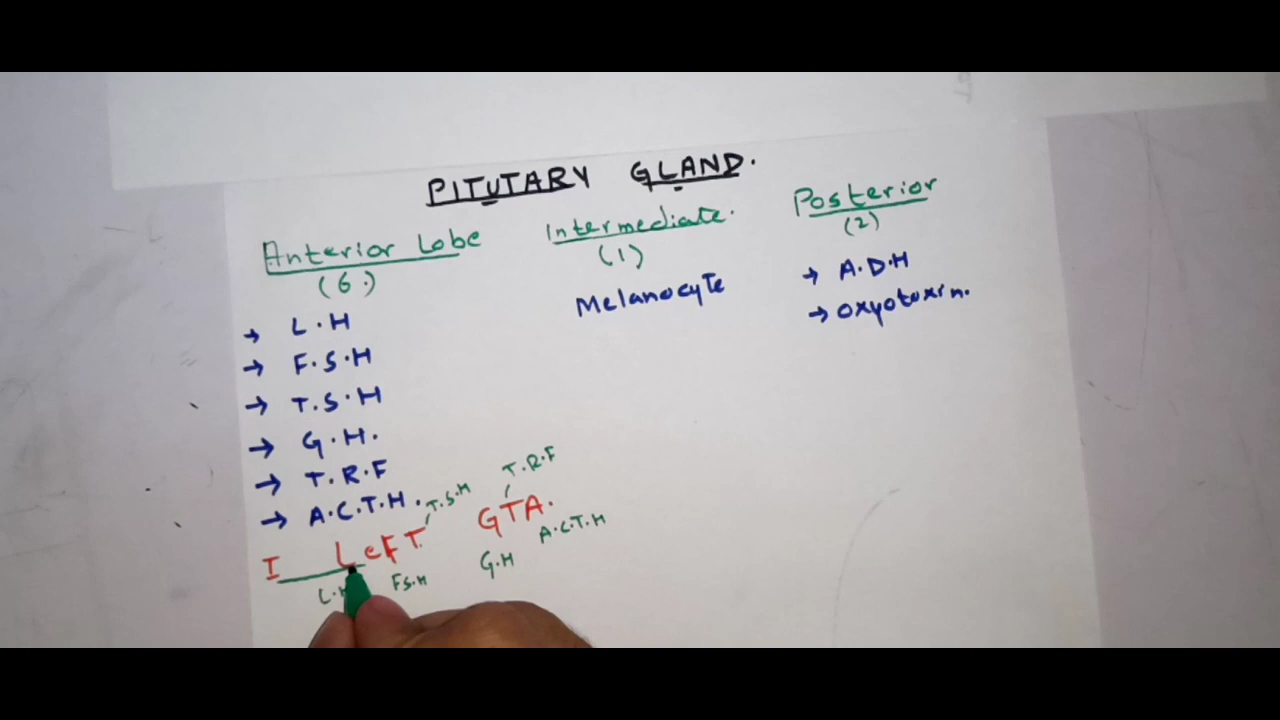 PITUTARY GLAND.
Anterior Lobe
(6.)
→ L.H
→ F.S.H
→ T.S.H
→ G.H.
→ T.R.F
→ A.C.T.H.
Intermediate.
(1)
Melanocyte
Posterior
(2)
→ A.D.H
→ oxyotoxin.
T.S.H
T.R.F
I LeFT GTA.
FS.H
G.H
A.C.T.H